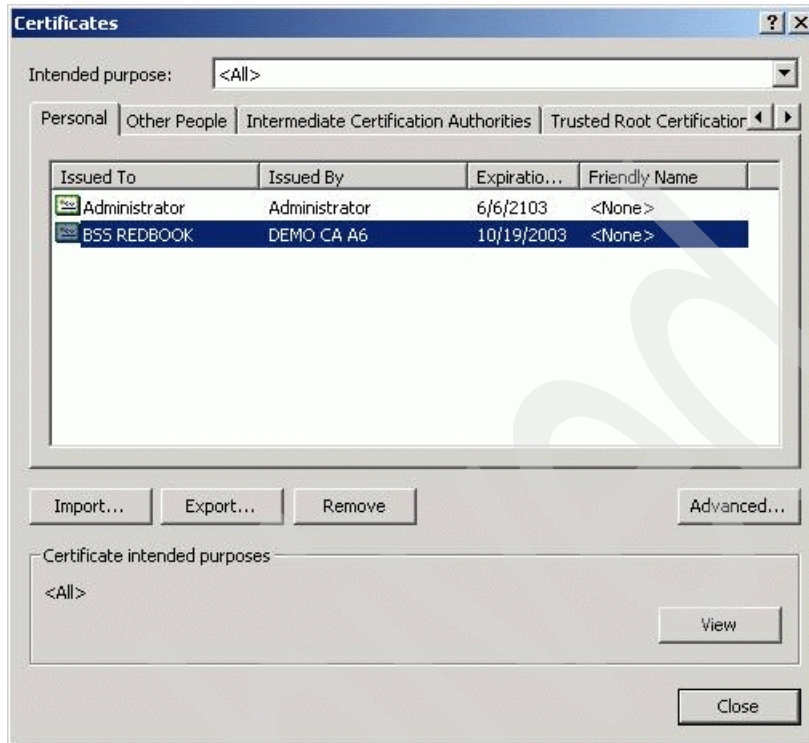 Certificates
Intended purpose: <All>
Personal Other People Intermediate Certification Authorities Trusted Root Certification
Issued To Issued By Expiratio... Friendly Name
Administrator Administrator 6/6/2103 <None>
BSS REDBOOK DEMO CA A6 10/19/2003 <None>
Import... Export... Remove Advanced...
Certificate intended purposes
<All>
View
Close